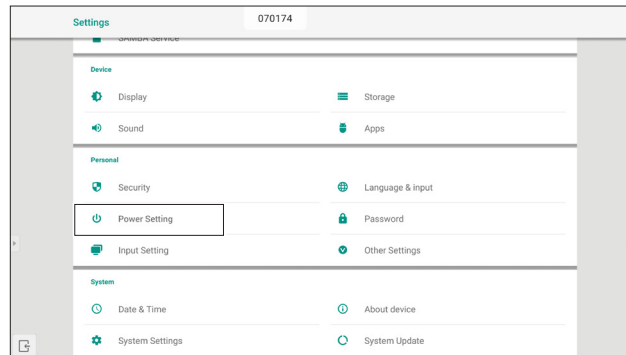 Settings
070174
SAMBA Service
Device
Display
Storage
Sound
Apps
Personal
Security
Language & input
Power Setting
Password
Input Setting
Other Settings
System
Date & Time
About device
System Settings
System Update